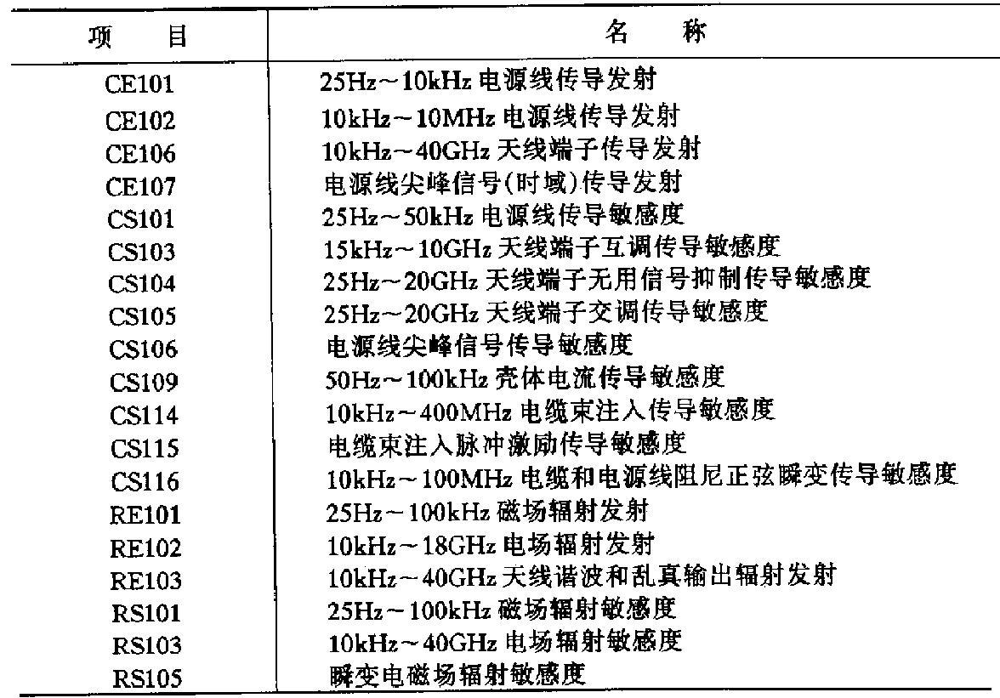 项 目 名 称
CE101 25Hz~10kHz 电源线传导发射
CE102 10kHz~10MHz 电源线传导发射
CE106 10kHz~40GHz 天线端子传导发射
CE107 电源线尖峰信号(时域)传导发射
CS101 25Hz~50kHz 电源线传导敏感度
CS103 15kHz~10GHz 天线端子互调传导敏感度
CS104 25Hz~20GHz 天线端子无用信号抑制传导敏感度
CS105 25Hz~20GHz 天线端子交调传导敏感度
CS106 电源线尖峰信号传导敏感度
CS109 50Hz~100kHz 壳体电流传导敏感度
CS114 10kHz~400MHz 电缆束注入传导敏感度
CS115 电缆束注入脉冲激励传导敏感度
CS116 10kHz~100MHz 电缆和电源线阻尼正弦瞬变传导敏感度
RE101 25Hz~100kHz 磁场辐射发射
RE102 10kHz~18GHz 电场辐射发射
RE103 10kHz~40GHz 天线谐波和乱真输出辐射发射
RS101 25Hz~100kHz 磁场辐射敏感度
RS103 10kHz~40GHz 电场辐射敏感度
RS105 瞬变电磁场辐射敏感度